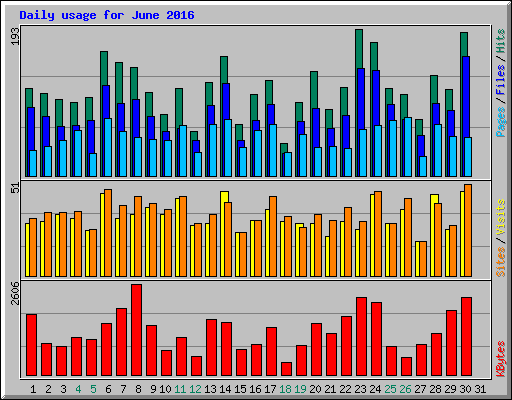 Daily usage for June 2016
193
Pages / Files / Hits
51
Sites / Visits
2606
KBytes
1 2 3 4 5 6 7 8 9 10 11 12 13 14 15 16 17 18 19 20 21 22 23 24 25 26 27 28 29 30 31